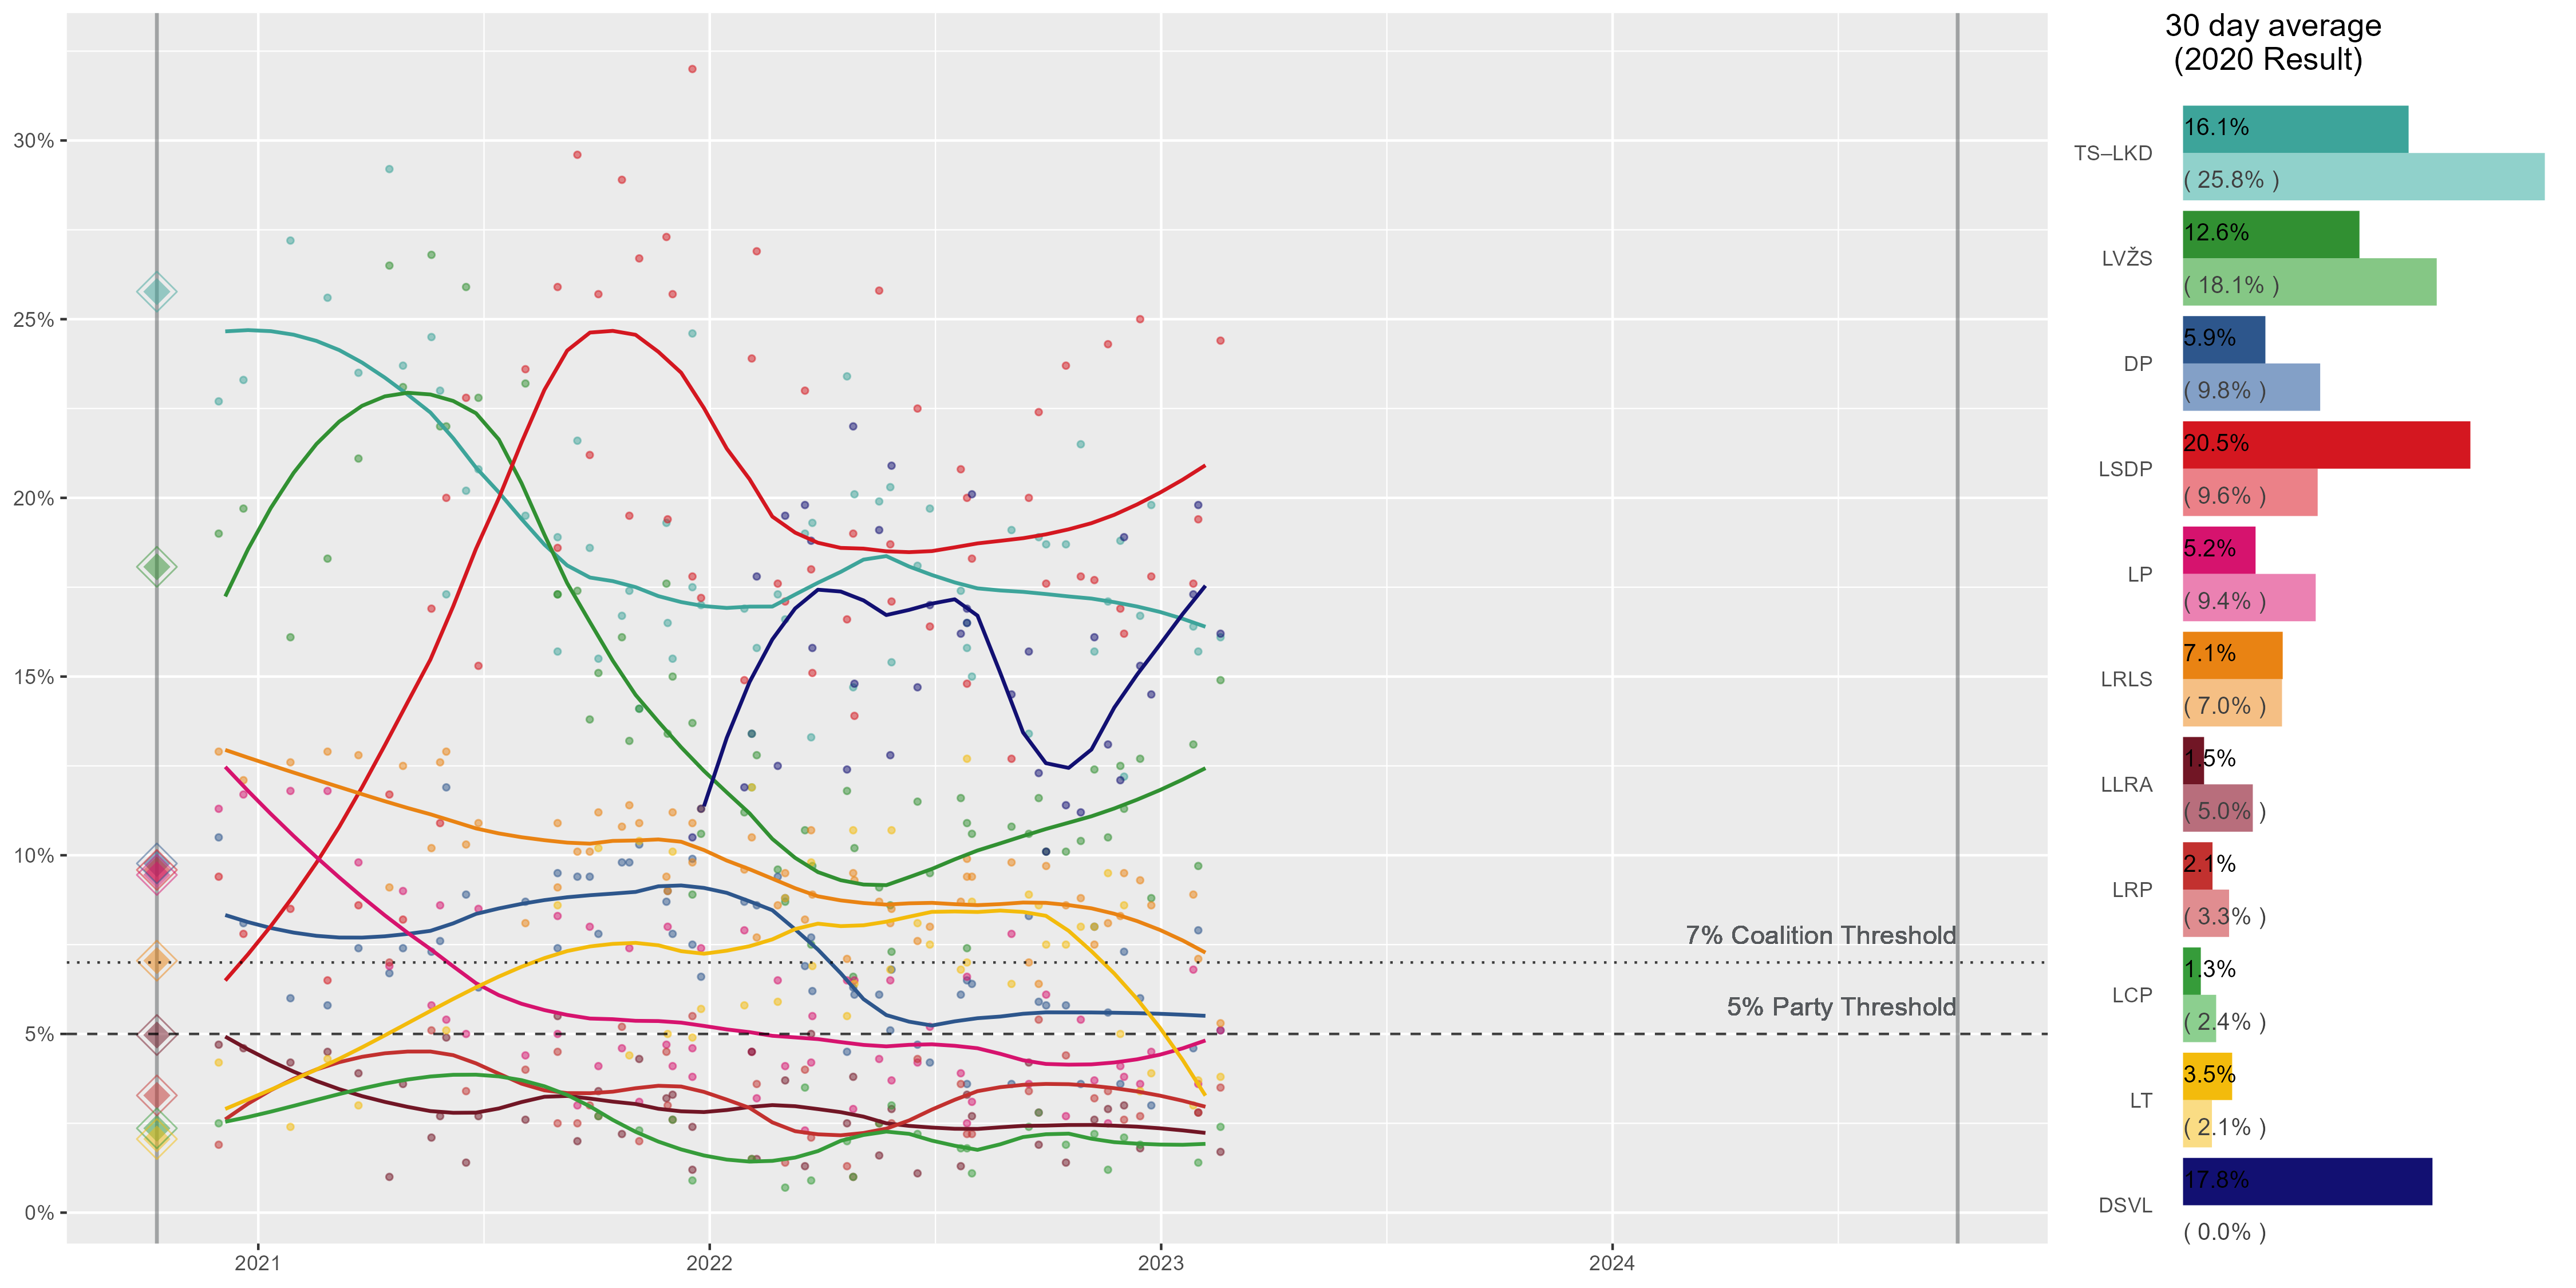 30%
25%
20%
15%
10%
5%
0%
2021
2022
2023
2024
7% Coalition Threshold
5% Party Threshold
30 day average
(2020 Result)
TS–LKD
16.1%
( 25.8% )
LVŽS
12.6%
( 18.1% )
DP
5.9%
( 9.8% )
LSDP
20.5%
( 9.6% )
LP
5.2%
( 9.4% )
LRLS
7.1%
( 7.0% )
LLRA
1.5%
( 5.0% )
LRP
2.1%
( 3.3% )
LCP
1.3%
( 2.4% )
LT
3.5%
( 2.1% )
DSVL
17.8%
( 0.0% )